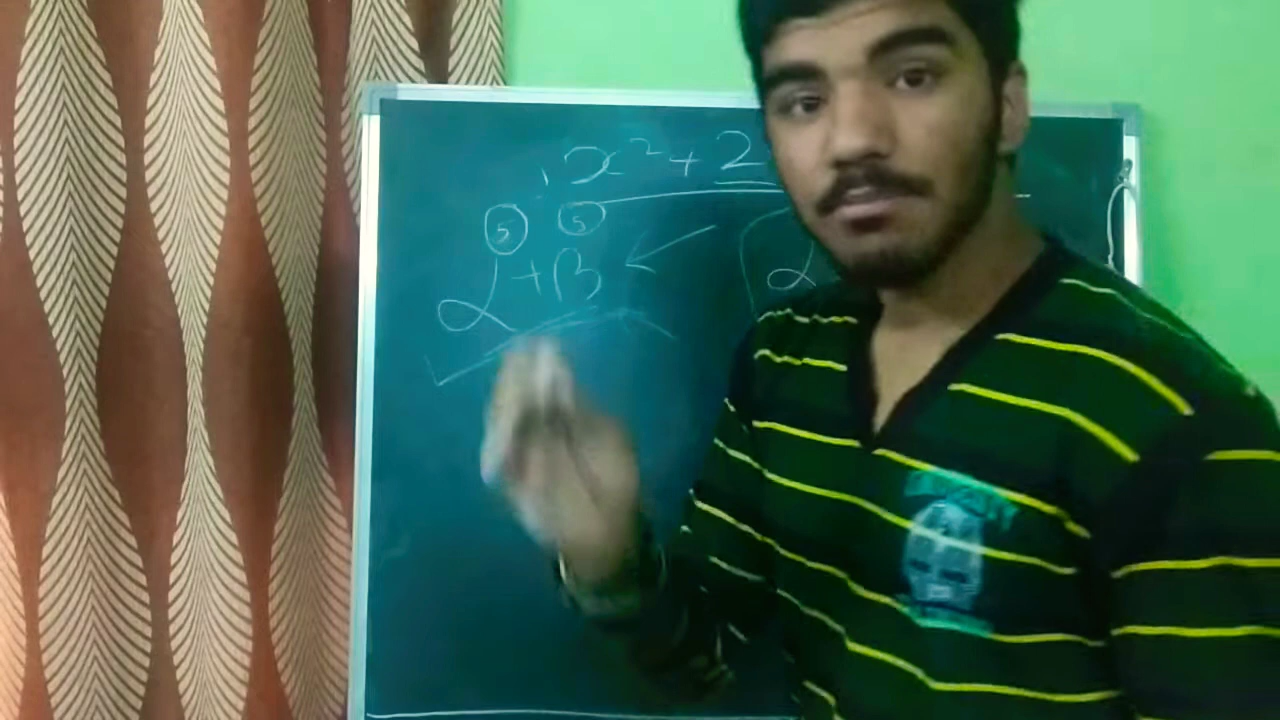 x² + 2
5 5
α + β
α